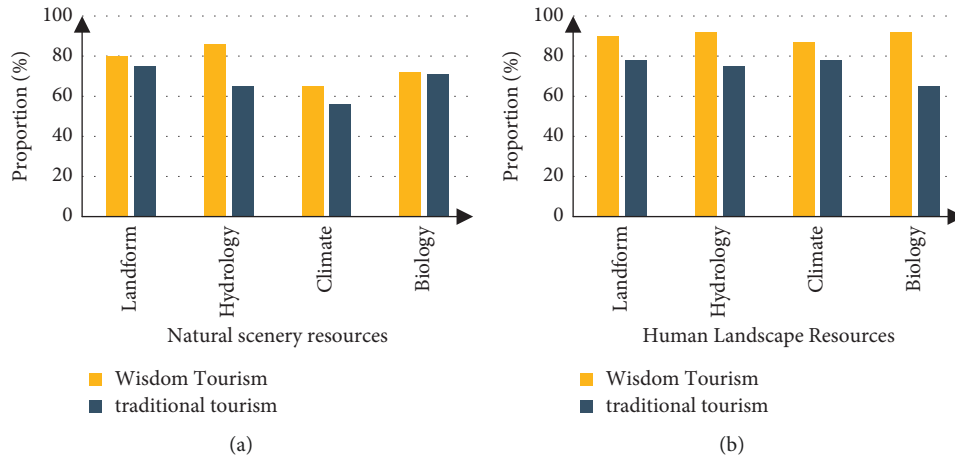 100
80
60
40
20
0
Proportion (%)
Landform
Hydrology
Climate
Biology
Natural scenery resources
Wisdom Tourism
traditional tourism
(a)
100
80
60
40
20
0
Proportion (%)
Landform
Hydrology
Climate
Biology
Human Landscape Resources
Wisdom Tourism
traditional tourism
(b)